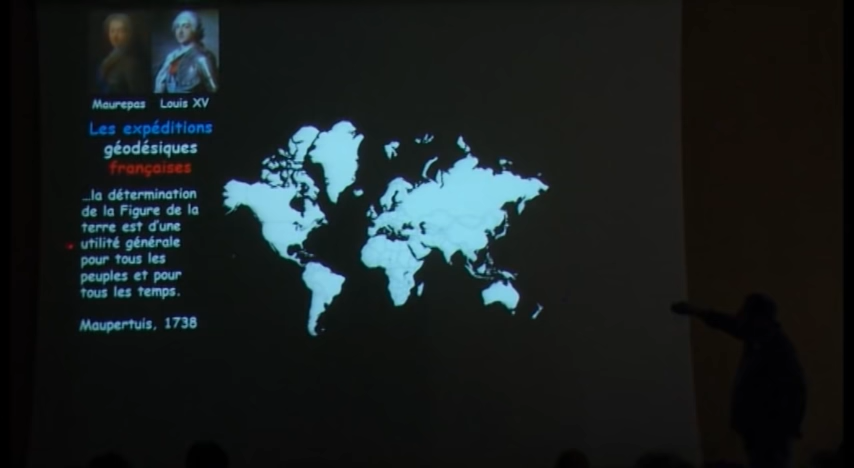 Maurepas Louis XV
Les expéditions
géodésiques
françaises
...la détermination
de la Figure de la
terre est d'une
utilité générale
pour tous les
peuples et pour
tous les temps.
Maupertuis, 1738